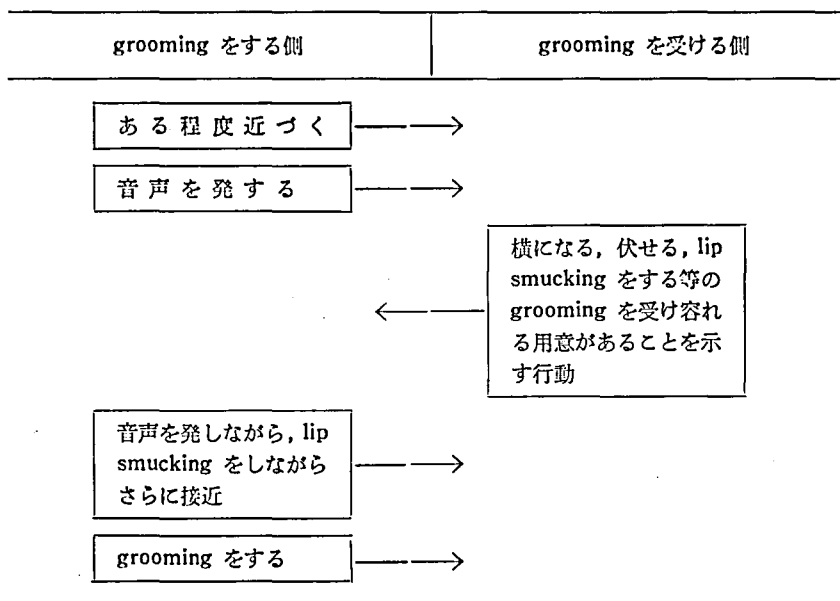 grooming をする側
grooming を受ける側
ある程度近づく
音声を発する
横になる，伏せる，lip
smucking をする等の
grooming を受け容れ
る用意があることを示
す行動
音声を発しながら，lip
smucking をしながら
さらに接近
grooming をする